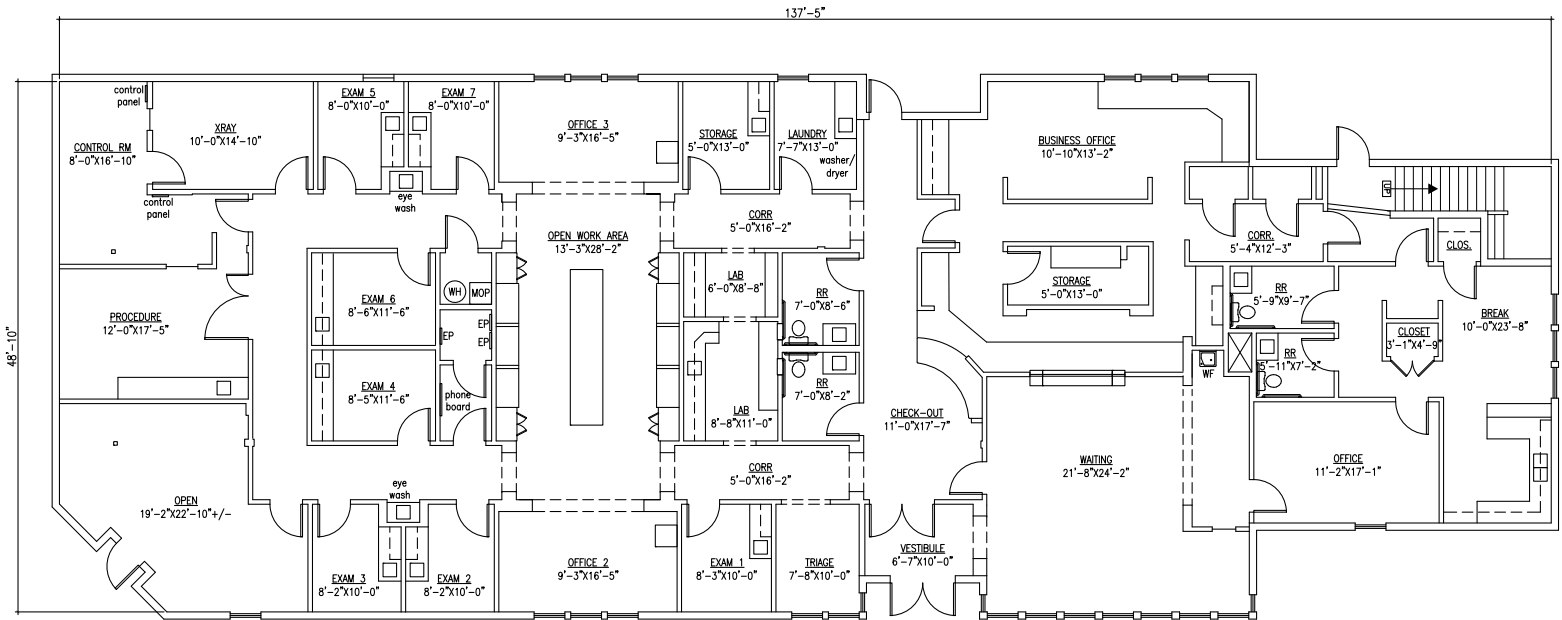 137'-5"
48'-10"
control
panel
CONTROL RM
8'-0"X16'-10"
XRAY
10'-0"X14'-10"
EXAM 5
8'-0"X10'-0"
EXAM 7
8'-0"X10'-0"
OFFICE 3
9'-3"X16'-5"
STORAGE
5'-0"X13'-0"
LAUNDRY
7'-7"X13'-0"
washer/
dryer
BUSINESS OFFICE
10'-10"X13'-2"
control
panel
eye
wash
CORR
5'-0"X16'-2"
OPEN WORK AREA
13'-3"X28'-2"
UP
CORR.
5'-4"X12'-3"
CLOS.
WH
MOP
EXAM 6
8'-6"X11'-6"
LAB
6'-0"X8'-8"
RR
7'-0"X8'-6"
STORAGE
5'-0"X13'-0"
RR
5'-9"X9'-7"
BREAK
10'-0"X23'-8"
PROCEDURE
12'-0"X17'-5"
EP
EP
EP
CLOSET
3'-1"X4'-9"
RR
5'-11"X7'-2"
WF
EXAM 4
8'-5"X11'-6"
phone
board
LAB
8'-8"X11'-0"
RR
7'-0"X8'-2"
CHECK-OUT
11'-0"X17'-7"
WAITING
21'-8"X24'-2"
OFFICE
11'-2"X17'-1"
CORR
5'-0"X16'-2"
eye
wash
OPEN
19'-2"X22'-10"+/-
EXAM 3
8'-2"X10'-0"
EXAM 2
8'-2"X10'-0"
OFFICE 2
9'-3"X16'-5"
EXAM 1
8'-3"X10'-0"
TRIAGE
7'-8"X10'-0"
VESTIBULE
6'-7"X10'-0"